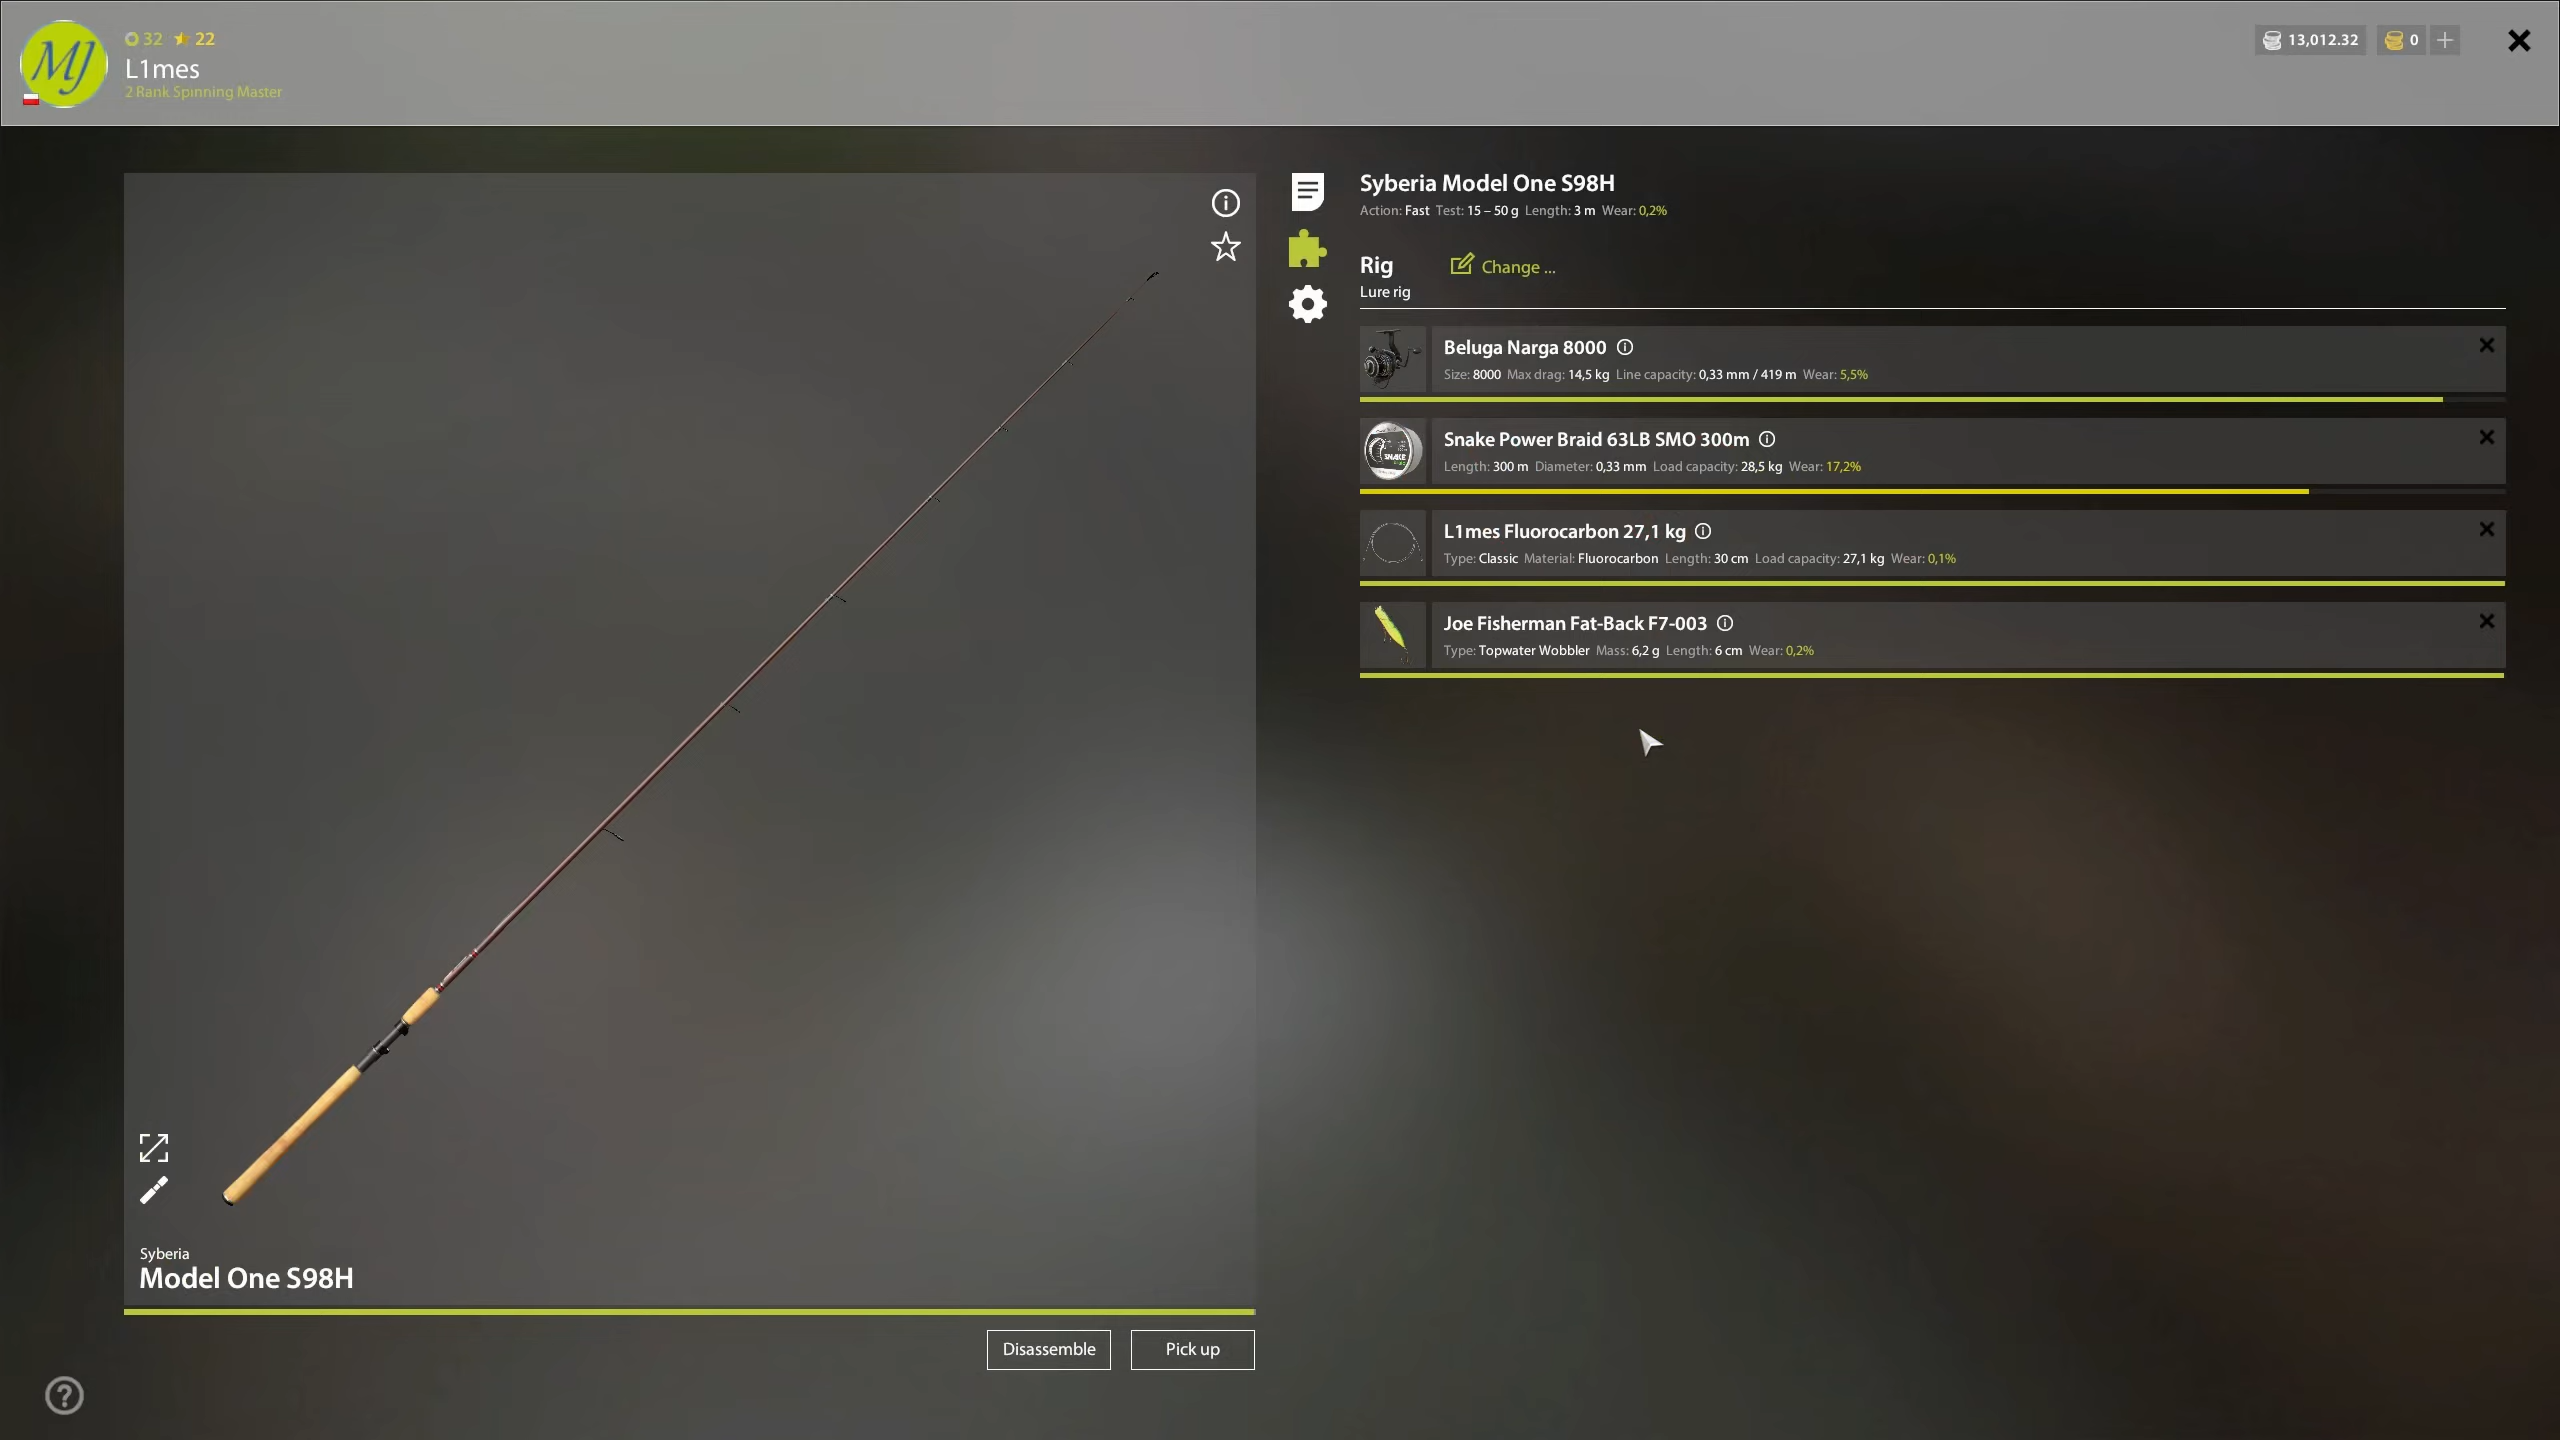 MJ
32 22
L1mes
2 Rank Spinning Master
13,012.32 0
Syberia Model One S98H
Action: Fast Test: 15 – 50 g Length: 3 m Wear: 0,2%
Rig Change ...
Lure rig
Beluga Narga 8000
Size: 8000 Max drag: 14,5 kg Line capacity: 0,33 mm / 419 m Wear: 5,5%
Snake Power Braid 63LB SMO 300m
Length: 300 m Diameter: 0,33 mm Load capacity: 28,5 kg Wear: 17,2%
SNAKE
L1mes Fluorocarbon 27,1 kg
Type: Classic Material: Fluorocarbon Length: 30 cm Load capacity: 27,1 kg Wear: 0,1%
Joe Fisherman Fat-Back F7-003
Type: Topwater Wobbler Mass: 6,2 g Length: 6 cm Wear: 0,2%
Syberia
Model One S98H
Disassemble Pick up